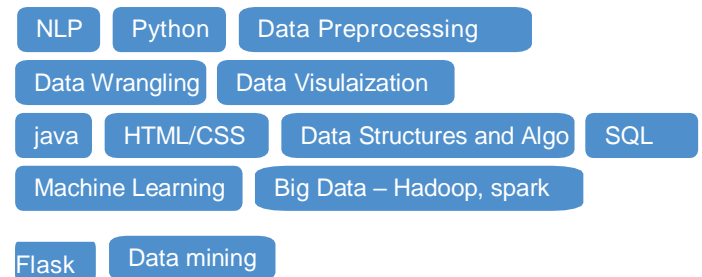 NLP Python Data Preprocessing
Data Wrangling Data Visulaization
java HTML/CSS Data Structures and Algo SQL
Machine Learning Big Data – Hadoop, spark
Flask Data mining